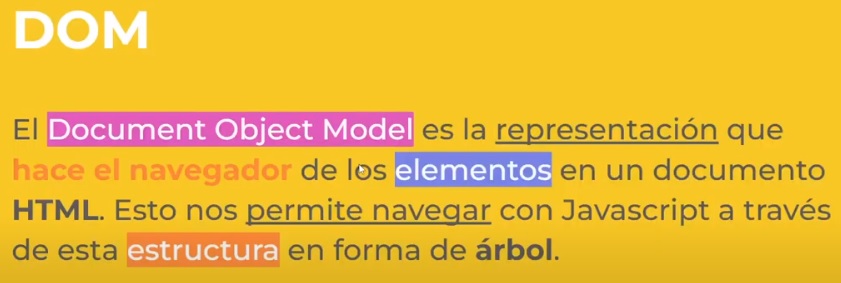 DOM
El Document Object Model es la representación que
hace el navegador de los elementos en un documento
HTML. Esto nos permite navegar con Javascript a través
de esta estructura en forma de árbol.